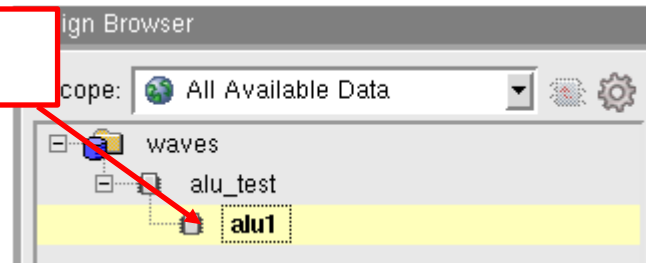 ign Browser
cope: All Available Data
waves
alu_test
alu1